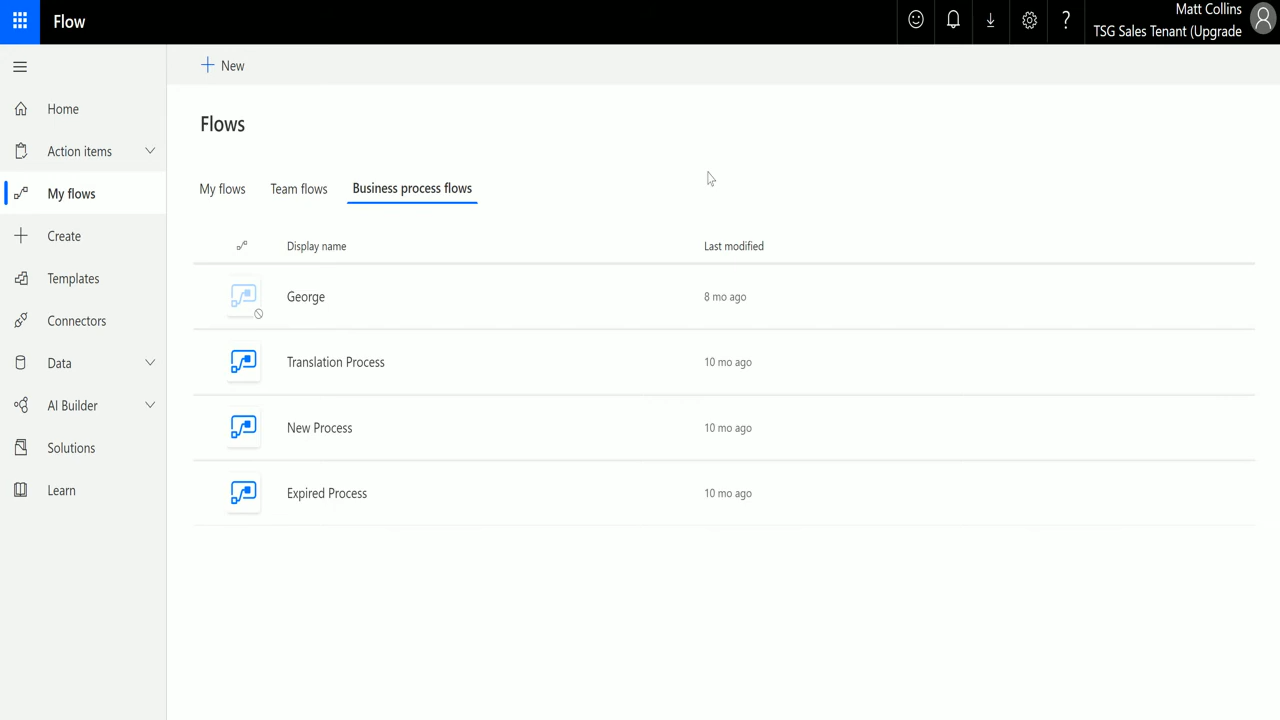 Flow
Matt Collins
TSG Sales Tenant (Upgrade
?
New
Home
Action items
My flows
Create
Templates
Connectors
Data
AI Builder
Solutions
Learn
Flows
My flows Team flows Business process flows
Display name Last modified
George 8 mo ago
Translation Process 10 mo ago
New Process 10 mo ago
Expired Process 10 mo ago